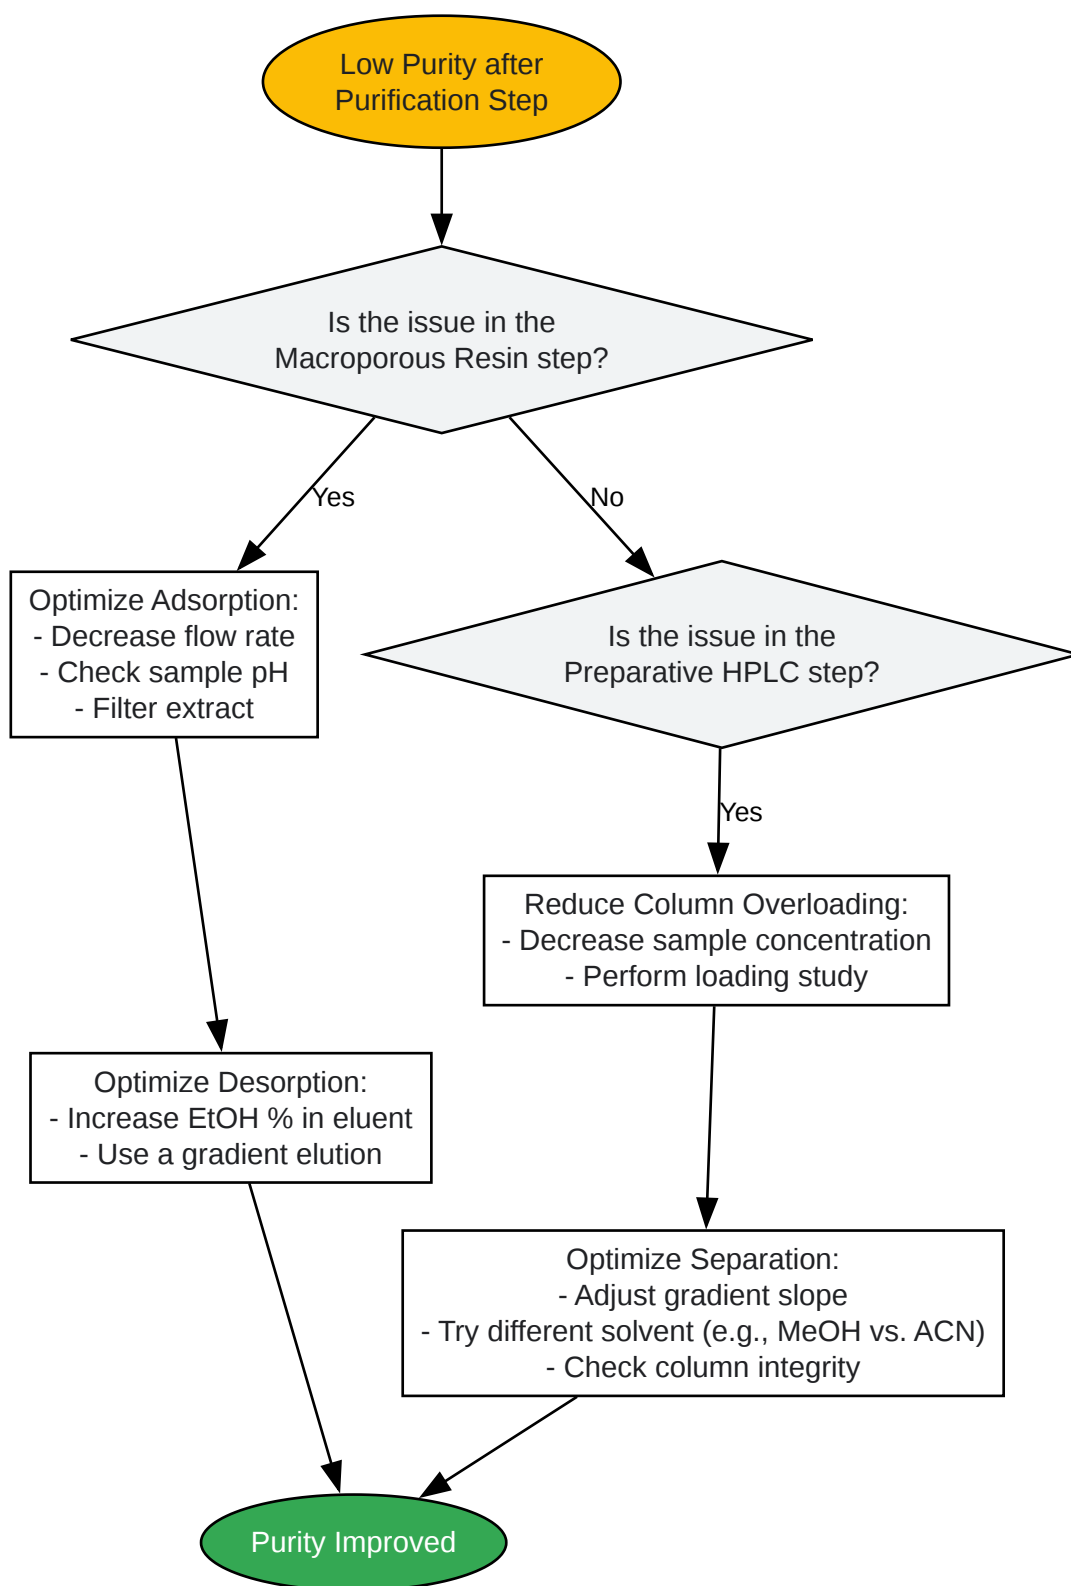 Low Purity after
Purification Step
Is the issue in the
Macroporous Resin step?
Yes
No
Optimize Adsorption:
- Decrease flow rate
- Check sample pH
- Filter extract
Is the issue in the
Preparative HPLC step?
Yes
Reduce Column Overloading:
- Decrease sample concentration
- Perform loading study
Optimize Desorption:
- Increase EtOH % in eluent
- Use a gradient elution
Optimize Separation:
- Adjust gradient slope
- Try different solvent (e.g., MeOH vs. ACN)
- Check column integrity
Purity Improved